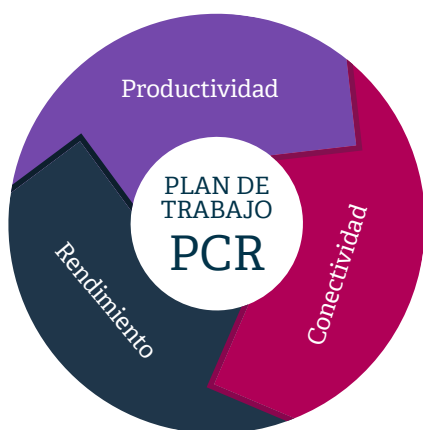 Productividad
PLAN DE
TRABAJO
PCR
Conectividad
Rendimiento